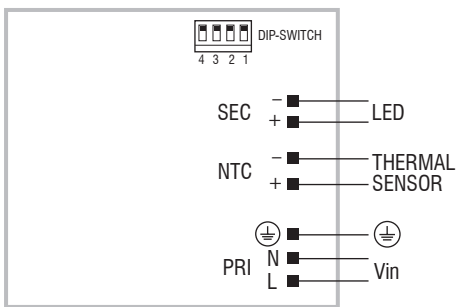 DIP-SWITCH
4 3 2 1
SEC − + LED
NTC − + THERMAL SENSOR
PRI N L Vin